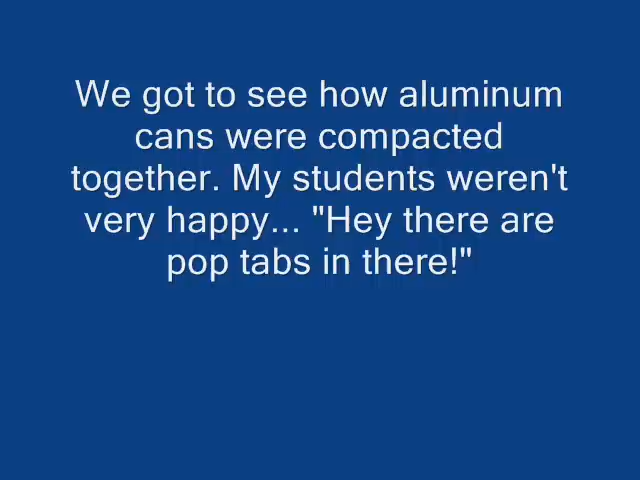 We got to see how aluminum
cans were compacted
together. My students weren't
very happy... "Hey there are
pop tabs in there!"